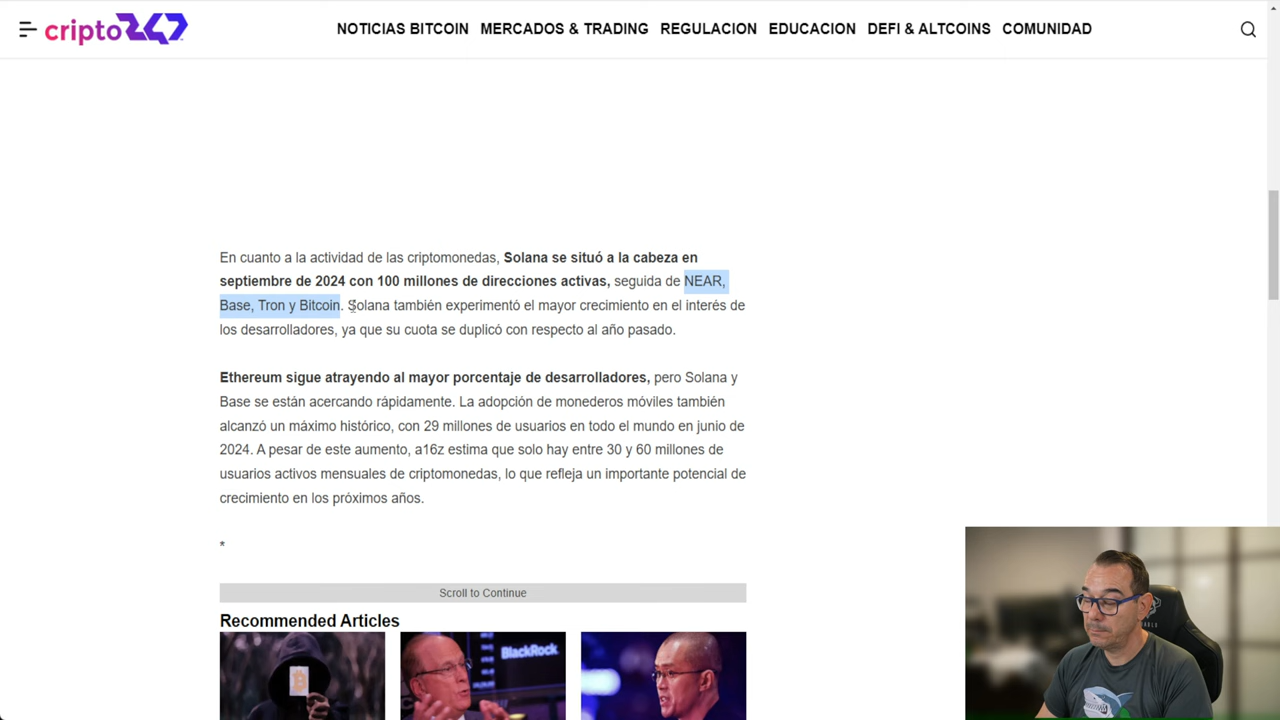 cripto247
NOTICIAS BITCOIN MERCADOS & TRADING REGULACION EDUCACION DEFI & ALTCOINS COMUNIDAD
En cuanto a la actividad de las criptomonedas, Solana se situó a la cabeza en
septiembre de 2024 con 100 millones de direcciones activas, seguida de NEAR,
Base, Tron y Bitcoin. Solana también experimentó el mayor crecimiento en el interés de
los desarrolladores, ya que su cuota se duplicó con respecto al año pasado.
Ethereum sigue atrayendo al mayor porcentaje de desarrolladores, pero Solana y
Base se están acercando rápidamente. La adopción de monederos móviles también
alcanzó un máximo histórico, con 29 millones de usuarios en todo el mundo en junio de
2024. A pesar de este aumento, a16z estima que solo hay entre 30 y 60 millones de
usuarios activos mensuales de criptomonedas, lo que refleja un importante potencial de
crecimiento en los próximos años.
*
Scroll to Continue
Recommended Articles
BLACKROCK